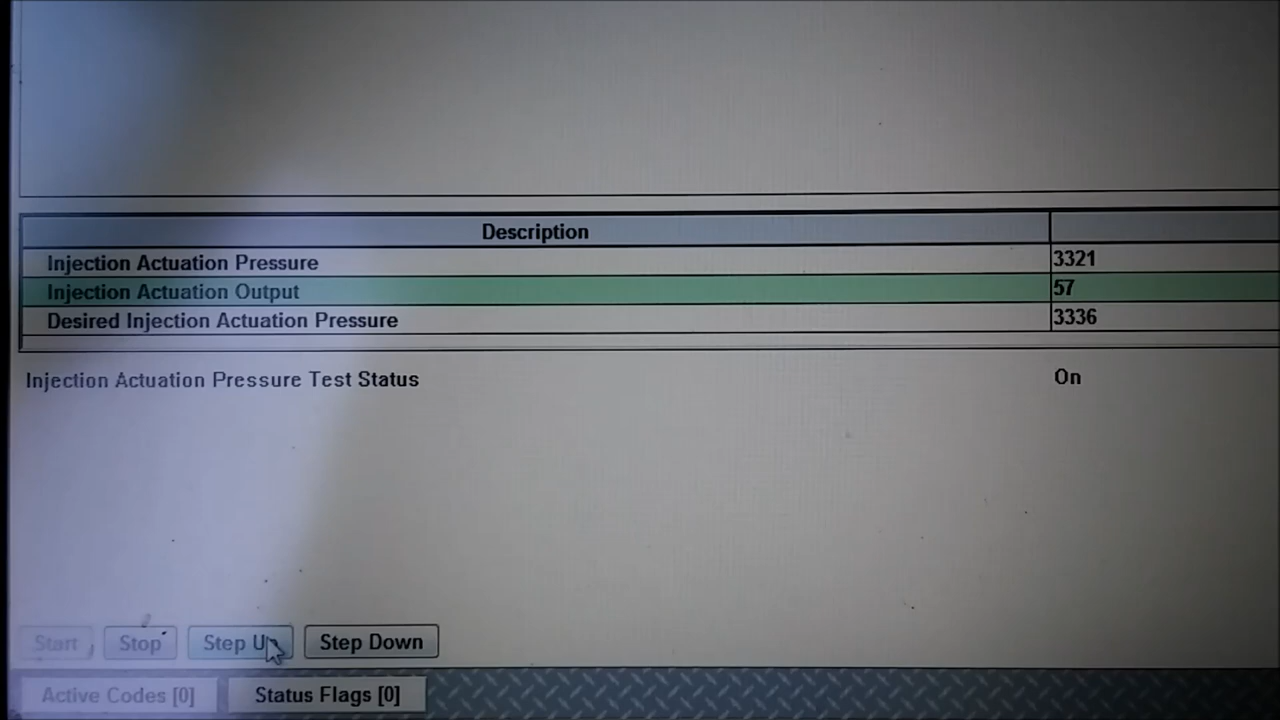 Description
Injection Actuation Pressure 3321
Injection Actuation Output 57
Desired Injection Actuation Pressure 3336
Injection Actuation Pressure Test Status On
Start Stop Step Up Step Down
Active Codes [0] Status Flags [0]